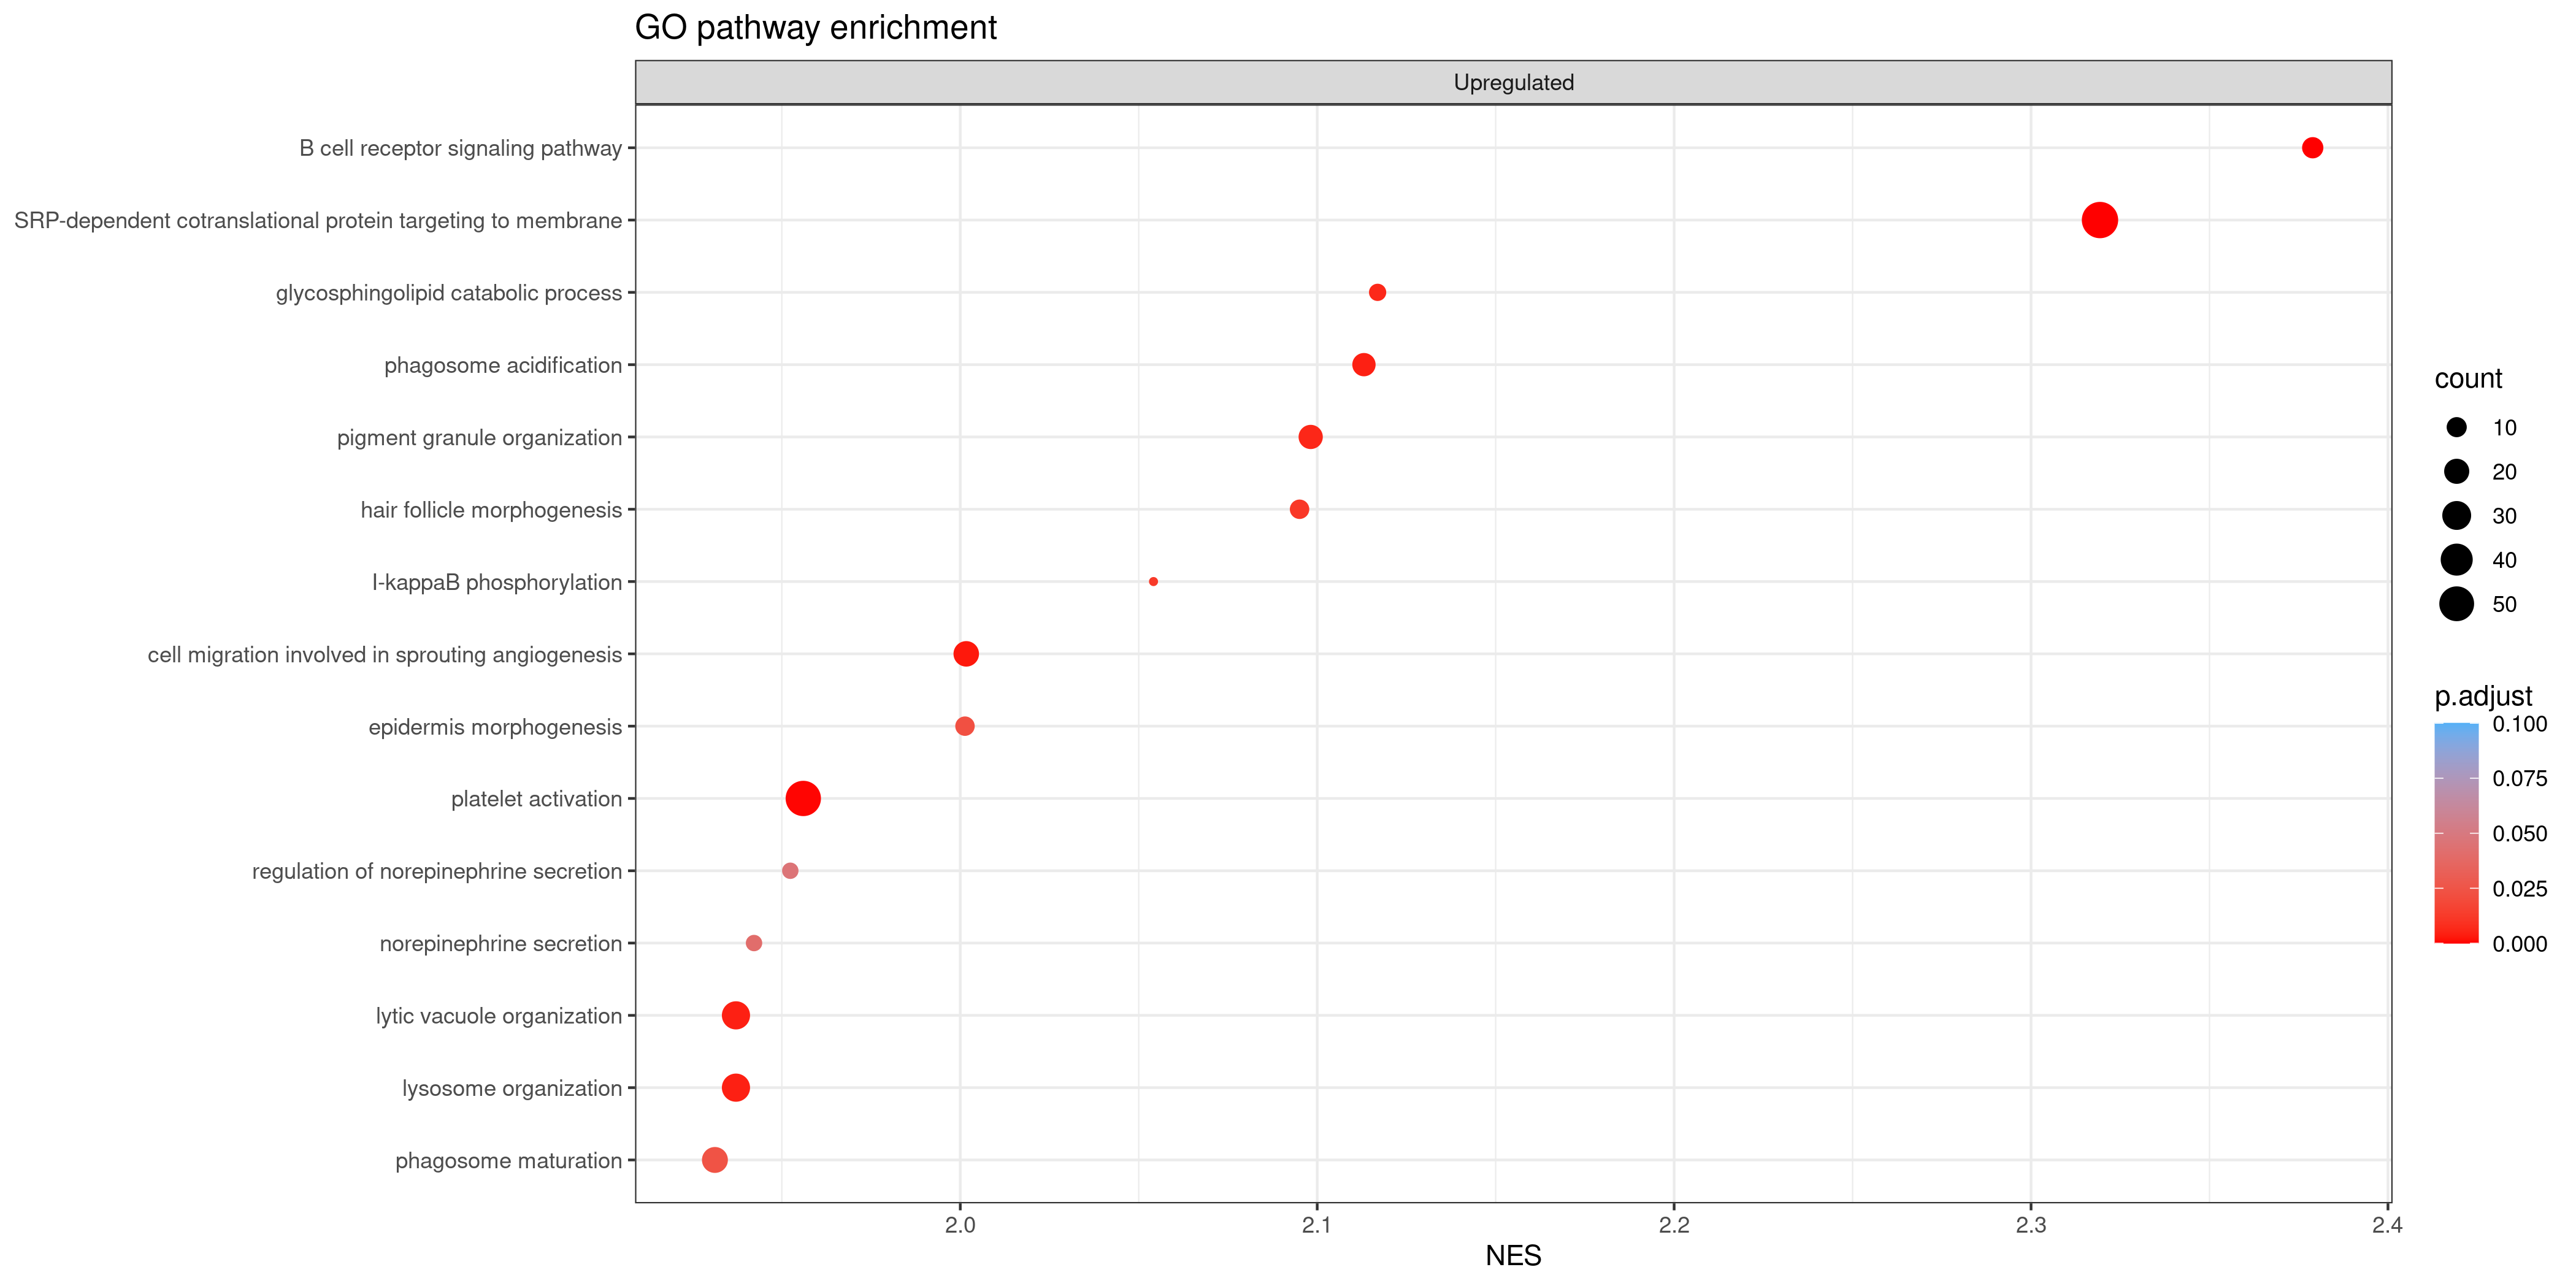 GO pathway enrichment
Upregulated
B cell receptor signaling pathway
SRP-dependent cotranslational protein targeting to membrane
glycosphingolipid catabolic process
phagosome acidification
pigment granule organization
hair follicle morphogenesis
I-kappaB phosphorylation
cell migration involved in sprouting angiogenesis
epidermis morphogenesis
platelet activation
regulation of norepinephrine secretion
norepinephrine secretion
lytic vacuole organization
lysosome organization
phagosome maturation
2.0 2.1 2.2 2.3 2.4
NES
count
10
20
30
40
50
p.adjust
0.100
0.075
0.050
0.025
0.000